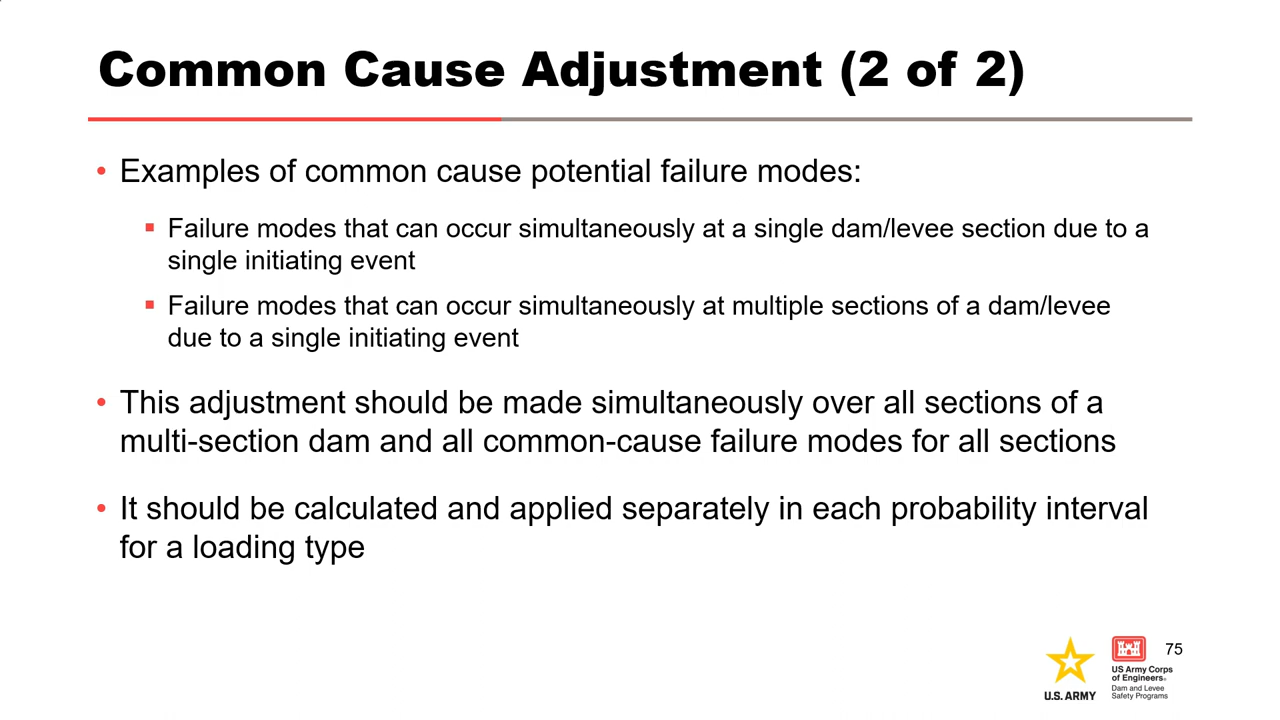 Common Cause Adjustment (2 of 2)
• Examples of common cause potential failure modes:
▪ Failure modes that can occur simultaneously at a single dam/levee section due to a
single initiating event
▪ Failure modes that can occur simultaneously at multiple sections of a dam/levee
due to a single initiating event
• This adjustment should be made simultaneously over all sections of a
multi-section dam and all common-cause failure modes for all sections
• It should be calculated and applied separately in each probability interval
for a loading type
75
U.S. ARMY
US Army Corps
of Engineers®
Dam and Levee
Safety Programs